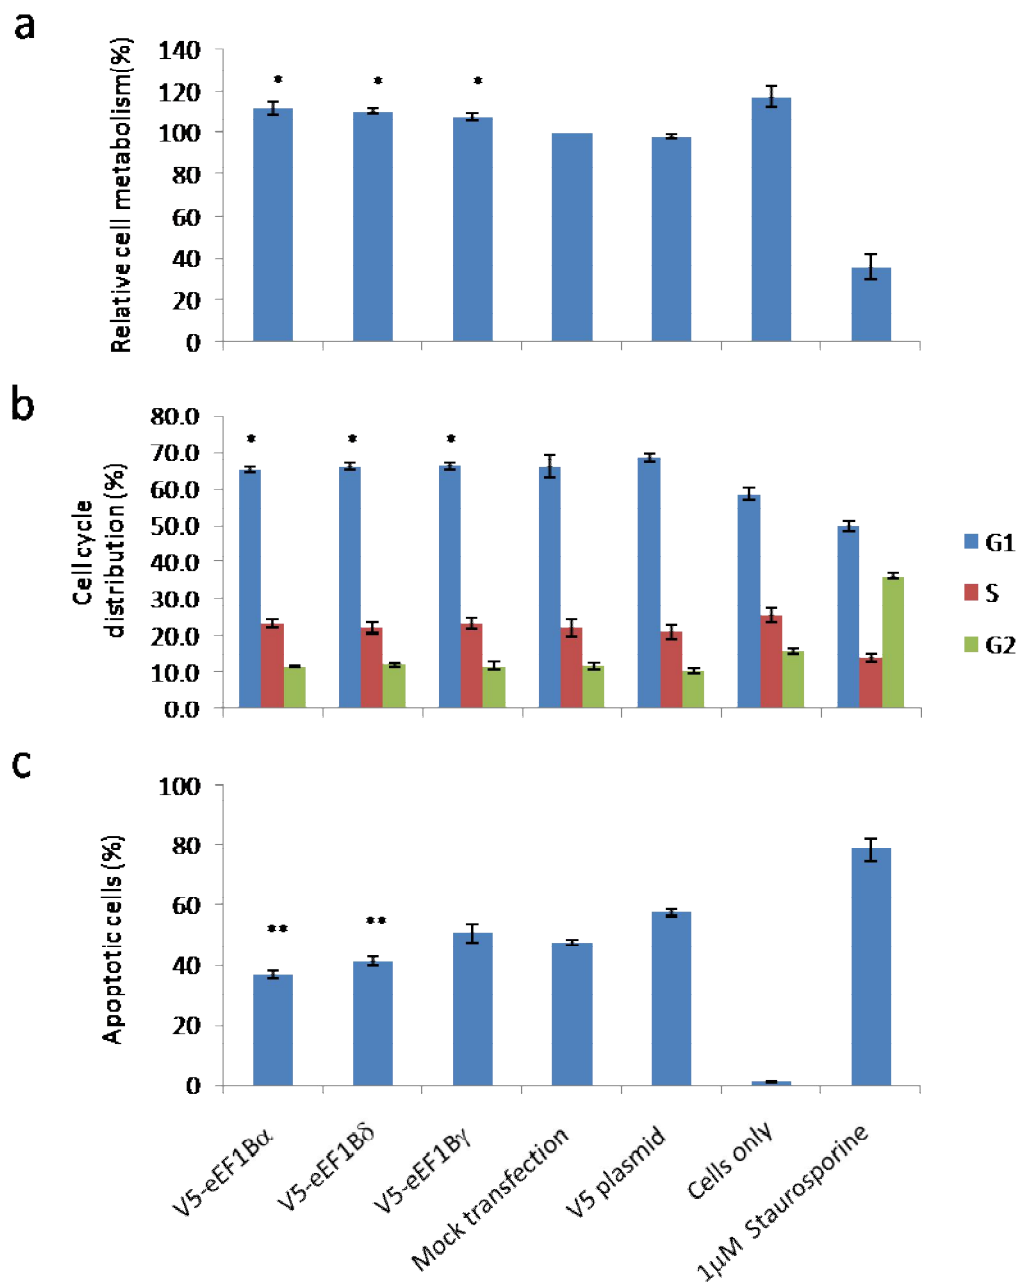 a
Relative cell metabolism(%)
140
120
100
80
60
40
20
0
* * *
b
Cell cycle
distribution (%)
80.0
70.0
60.0
50.0
40.0
30.0
20.0
10.0
0.0
* * *
G1
S
G2
c
Apoptotic cells (%)
100
80
60
40
20
0
** **
V5-eEF1Bα
V5-eEF1Bδ
V5-eEF1Bγ
Mock transfection
V5 plasmid
Cells only
1µM Staurosporine